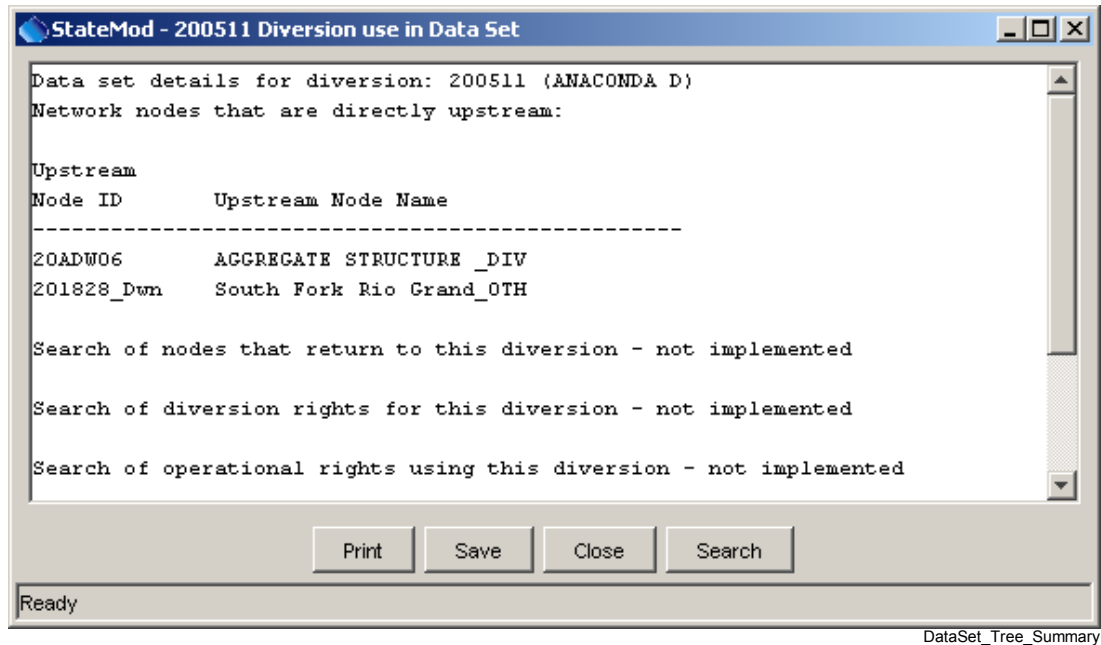 StateMod - 200511 Diversion use in Data Set
Data set details for diversion: 200511 (ANACONDA D)
Network nodes that are directly upstream:
Upstream
Node ID Upstream Node Name
--------------------------------------------------
20ADW06 AGGREGATE STRUCTURE _DIV
201828_Dwn South Fork Rio Grand_OTH
Search of nodes that return to this diversion - not implemented
Search of diversion rights for this diversion - not implemented
Search of operational rights using this diversion - not implemented
Print Save Close Search
Ready
DataSet_Tree_Summary